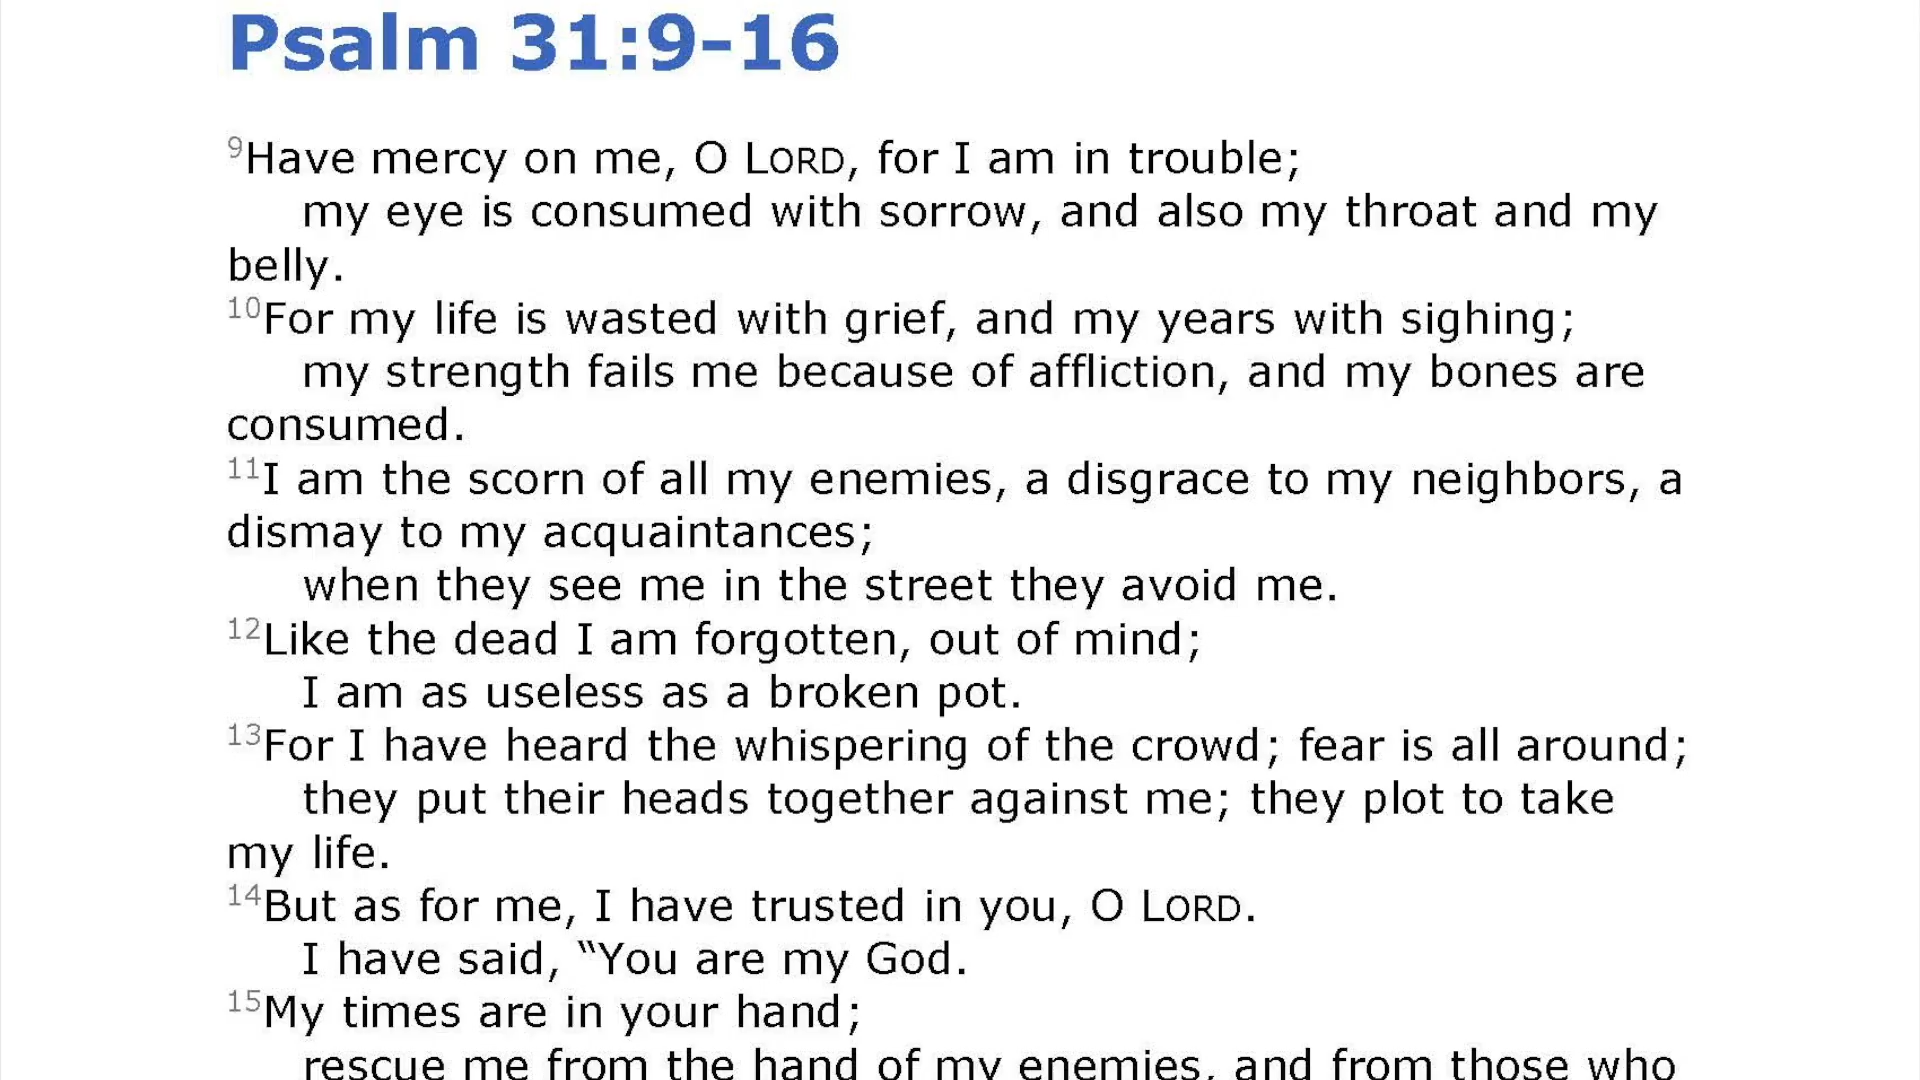 Psalm 31:9-16
9Have mercy on me, O LORD, for I am in trouble;
my eye is consumed with sorrow, and also my throat and my
belly.
10For my life is wasted with grief, and my years with sighing;
my strength fails me because of affliction, and my bones are
consumed.
11I am the scorn of all my enemies, a disgrace to my neighbors, a
dismay to my acquaintances;
when they see me in the street they avoid me.
12Like the dead I am forgotten, out of mind;
I am as useless as a broken pot.
13For I have heard the whispering of the crowd; fear is all around;
they put their heads together against me; they plot to take
my life.
14But as for me, I have trusted in you, O LORD.
I have said, “You are my God.
15My times are in your hand;
rescue me from the hand of my enemies, and from those who